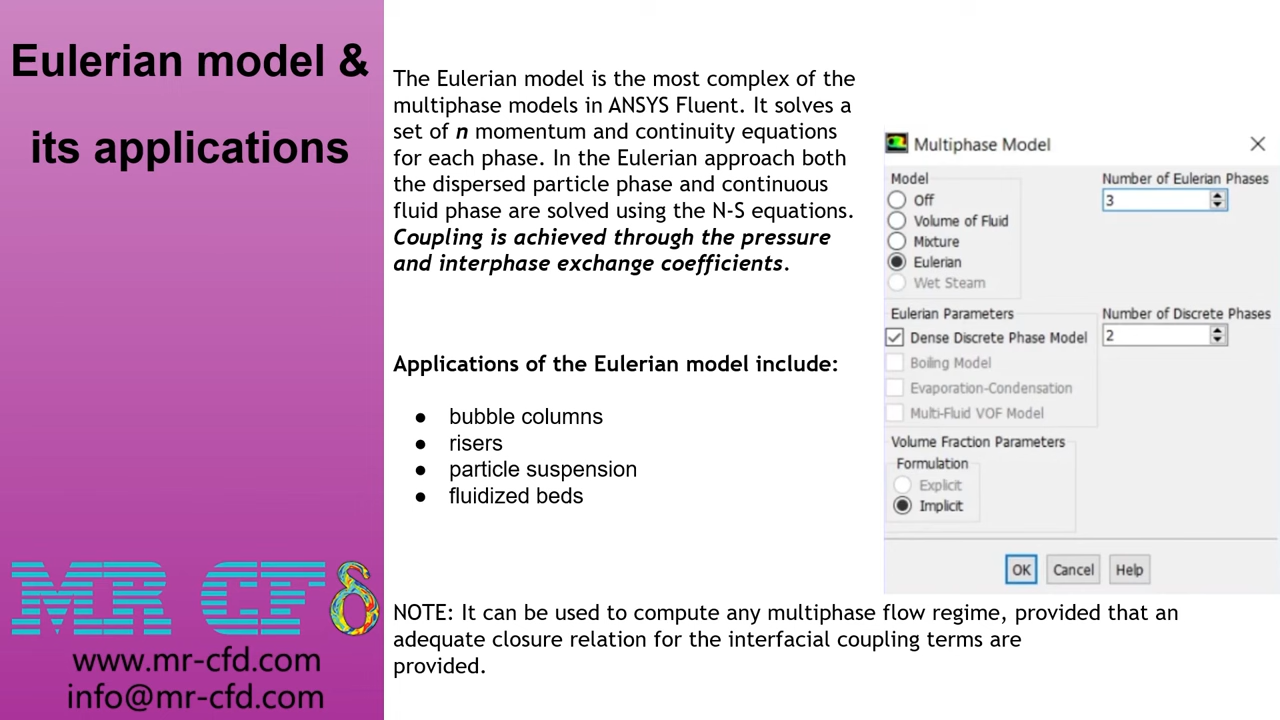 Eulerian model &
its applications
The Eulerian model is the most complex of the
multiphase models in ANSYS Fluent. It solves a
set of n momentum and continuity equations
for each phase. In the Eulerian approach both
the dispersed particle phase and continuous
fluid phase are solved using the N-S equations.
Coupling is achieved through the pressure
and interphase exchange coefficients.
Applications of the Eulerian model include:
● bubble columns
● risers
● particle suspension
● fluidized beds
Multiphase Model
Model
Off
Volume of Fluid
Mixture
Eulerian
Wet Steam
Number of Eulerian Phases
3
Eulerian Parameters
Dense Discrete Phase Model
Boiling Model
Evaporation-Condensation
Multi-Fluid VOF Model
Number of Discrete Phases
2
Volume Fraction Parameters
Formulation
Explicit
Implicit
OK Cancel Help
NOTE: It can be used to compute any multiphase flow regime, provided that an
adequate closure relation for the interfacial coupling terms are
provided.
MR CFδ
www.mr-cfd.com
info@mr-cfd.com